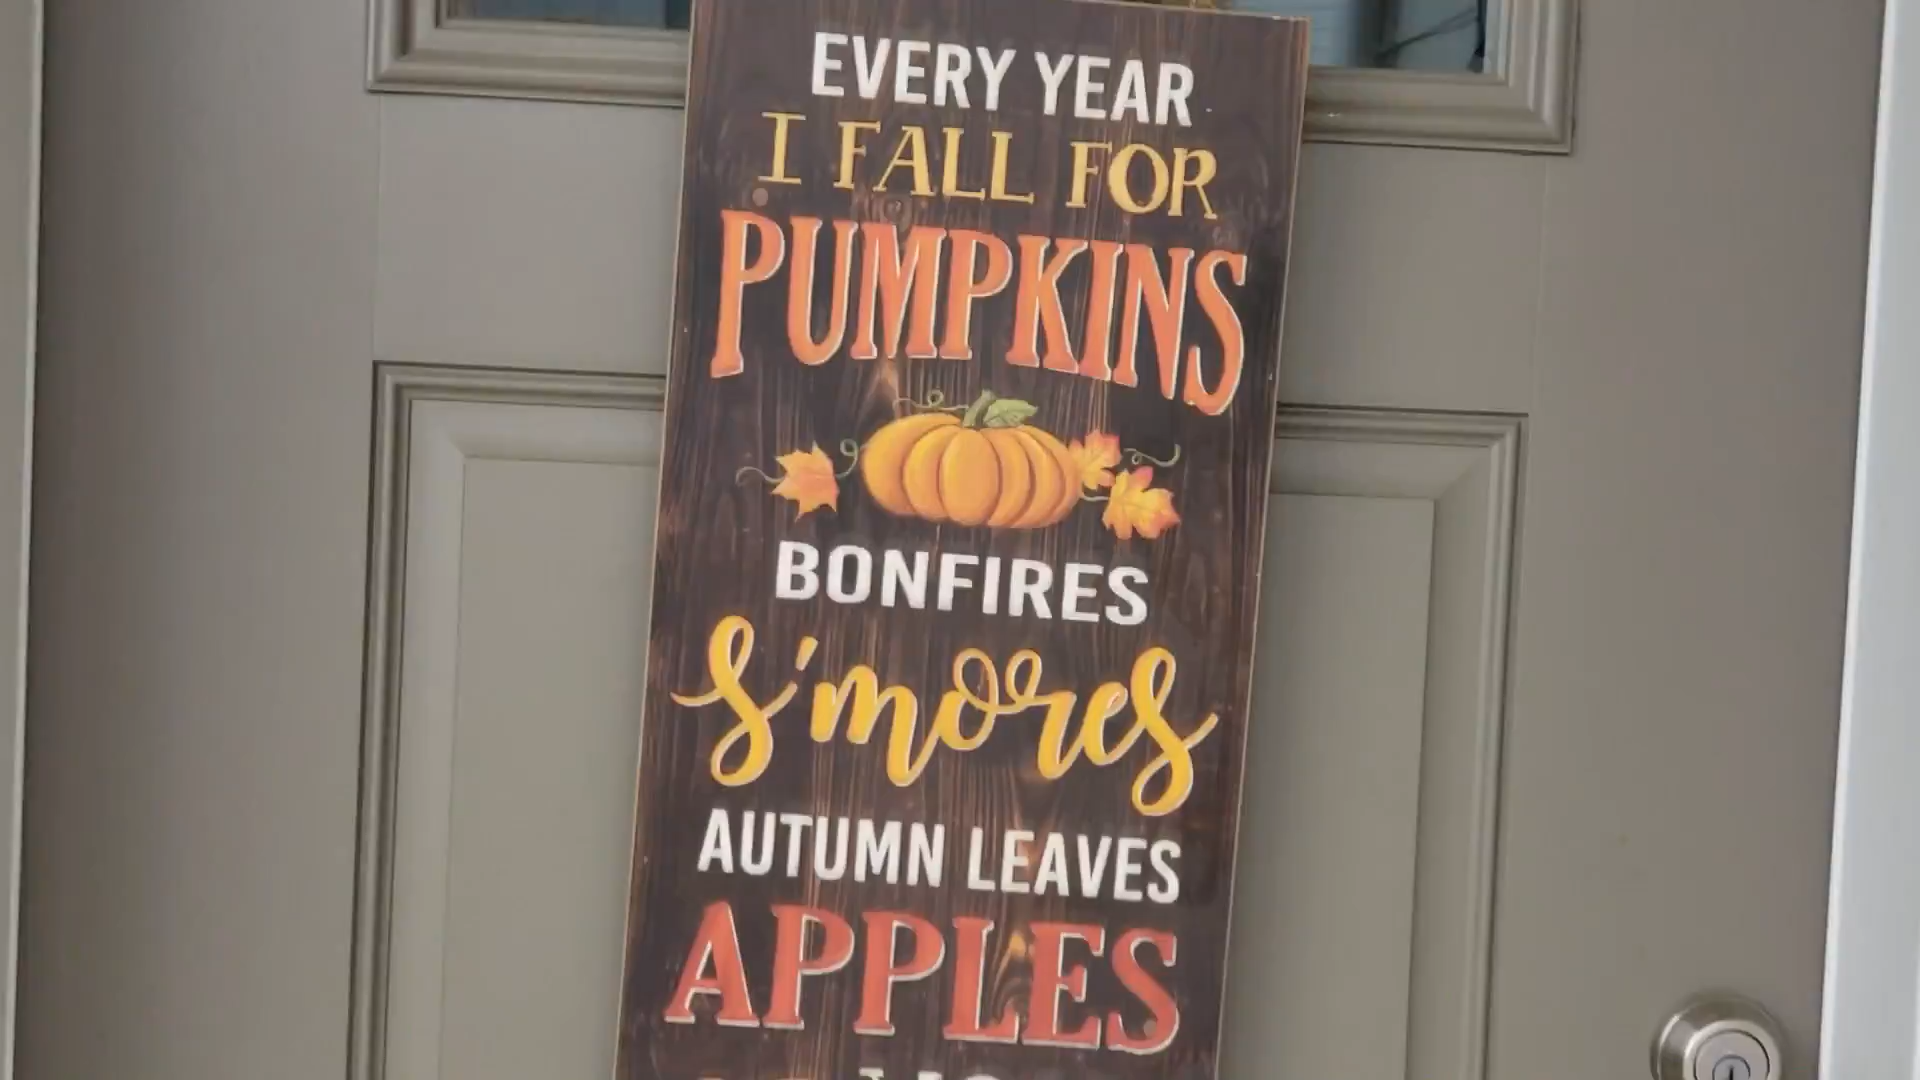 EVERY YEAR
I FALL FOR
PUMPKINS
BONFIRES
S'mores
AUTUMN LEAVES
APPLES